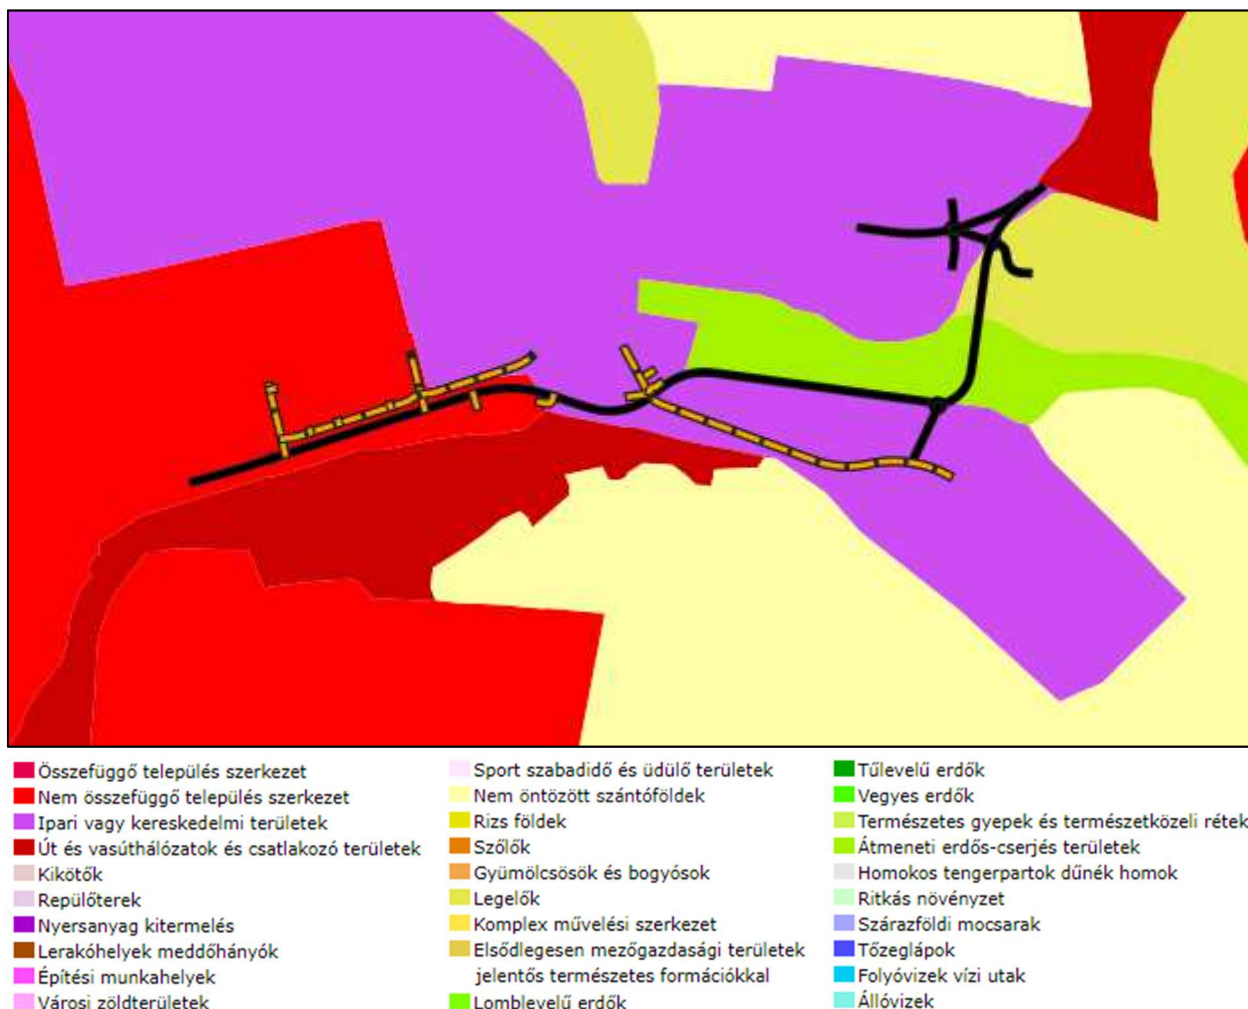 Összefüggő település szerkezet
Nem összefüggő település szerkezet
Ipari vagy kereskedelmi területek
Út és vasúthálózatok és csatlakozó területek
Kikötők
Repülőterek
Nyersanyag kitermelés
Lerakóhelyek meddőhányók
Építési munkahelyek
Városi zöldterületek
Sport szabadidő és üdülő területek
Nem öntözött szántóföldek
Rizs földek
Szőlők
Gyümölcsösök és bogyósok
Legelők
Komplex művelési szerkezet
Elsődlegesen mezőgazdasági területek
jelentős természetes formációkkal
Lomblevelű erdők
Tűlevelű erdők
Vegyes erdők
Természetes gyepek és természetközeli rétek
Átmeneti erdős-cserjés területek
Homokos tengerpartok dűnék homok
Ritkás növényzet
Szárazföldi mocsarak
Tőzeglápok
Folyóvizek vízi utak
Állóvizek